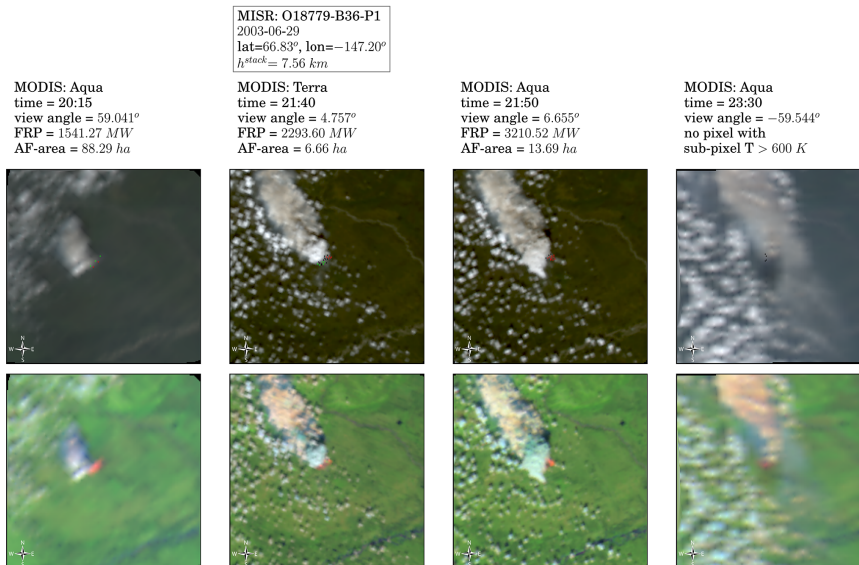 MISR: O18779-B36-P1
2003-06-29
lat=66.83°, lon=−147.20°
h^stack= 7.56 km
MODIS: Aqua
time = 20:15
view angle = 59.041°
FRP = 1541.27 MW
AF-area = 88.29 ha
MODIS: Terra
time = 21:40
view angle = 4.757°
FRP = 2293.60 MW
AF-area = 6.66 ha
MODIS: Aqua
time = 21:50
view angle = 6.655°
FRP = 3210.52 MW
AF-area = 13.69 ha
MODIS: Aqua
time = 23:30
view angle = −59.544°
no pixel with
sub-pixel T > 600 K
N
W E
S
N
W E
S
N
W E
S
N
W E
S
N
W E
S
N
W E
S
N
W E
S
N
W E
S